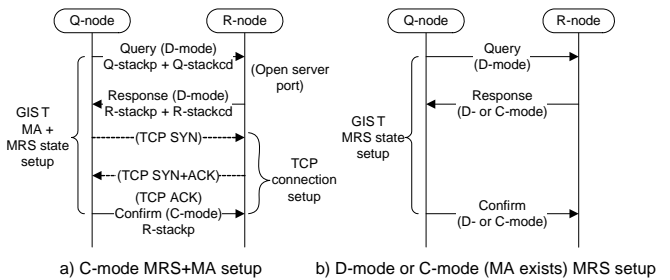 Q-node
R-node
Query (D-mode)
Q-stackp + Q-stackcd
(Open server
port)
Response (D-mode)
R-stackp + R-stackcd
GIST
MA +
MRS state
setup
(TCP SYN)
(TCP SYN+ACK)
TCP
connection
setup
(TCP ACK)
Confirm (C-mode)
R-stackp
a) C-mode MRS+MA setup
Q-node
R-node
Query
(D-mode)
Response
(D- or C-mode)
GIST
MRS state
setup
Confirm
(D- or C-mode)
b) D-mode or C-mode (MA exists) MRS setup